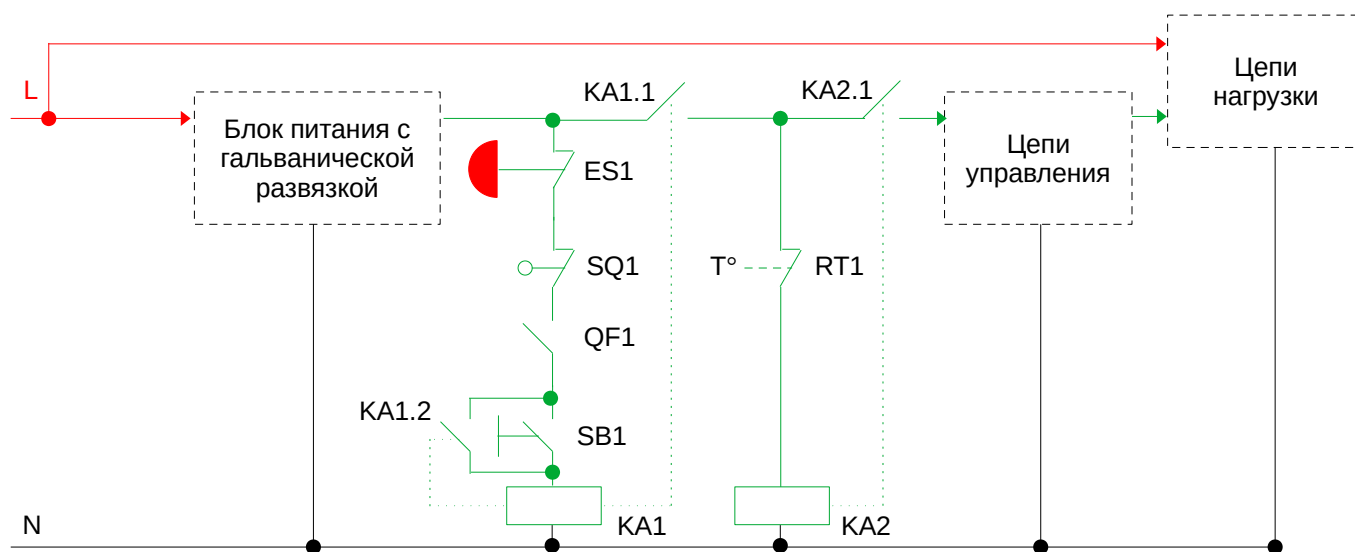 Цепи
нагрузки
L
KA1.1
KA2.1
Блок питания с
гальванической
развязкой
ES1
Цепи
управления
SQ1
T°
RT1
QF1
KA1.2
SB1
N
KA1
KA2